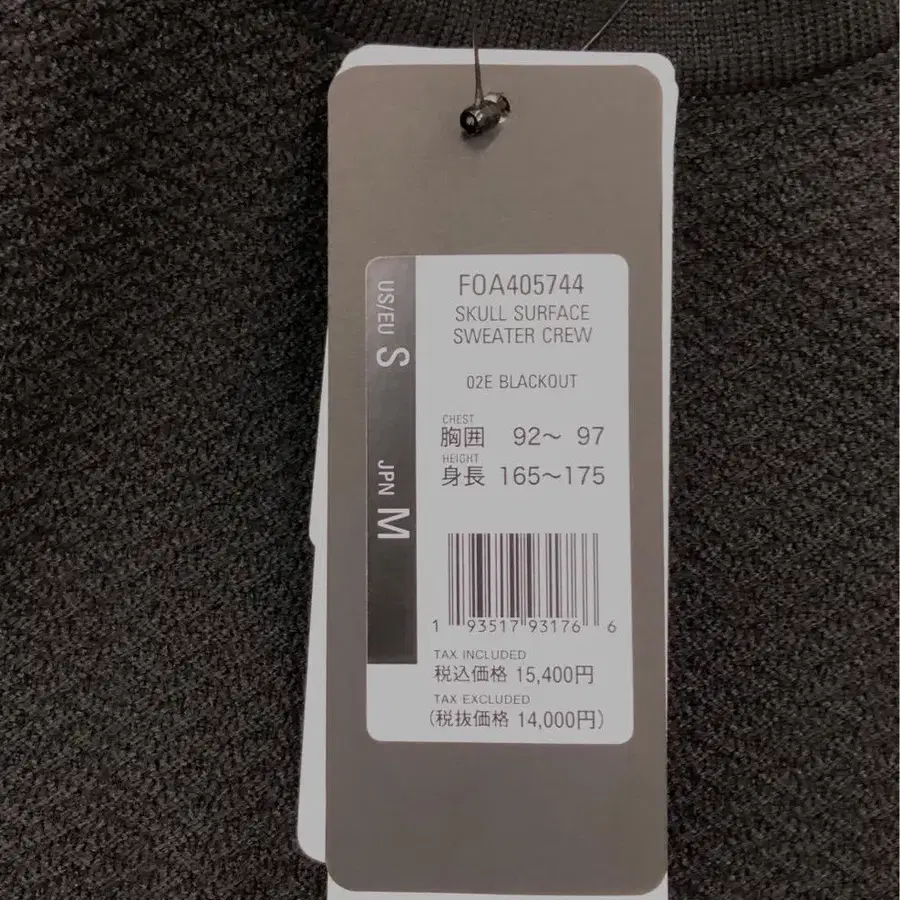 US/EU S
JPN M
FOA405744
SKULL SURFACE
SWEATER CREW
02E BLACKOUT
CHEST
胸囲 92～ 97
HEIGHT
身長 165～175
1 93517 93176 6
TAX INCLUDED
税込価格 15,400円
TAX EXCLUDED
(税抜価格 14,000円)